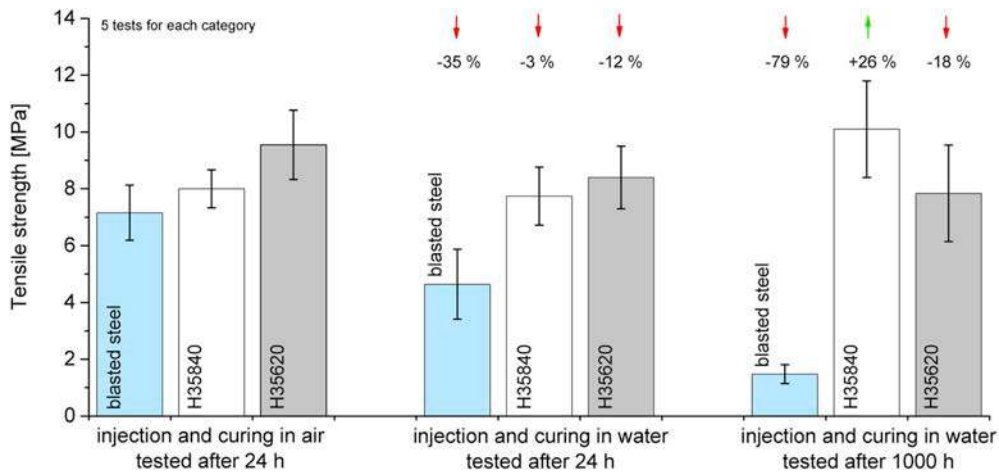 5 tests for each category
-35 %
-3 %
-12 %
-79 %
+26 %
-18 %
Tensile strength [MPa]
14
12
10
8
6
4
2
0
blasted steel
H35840
H35620
blasted steel
H35840
H35620
blasted steel
H35840
H35620
injection and curing in air
tested after 24 h
injection and curing in water
tested after 24 h
injection and curing in water
tested after 1000 h